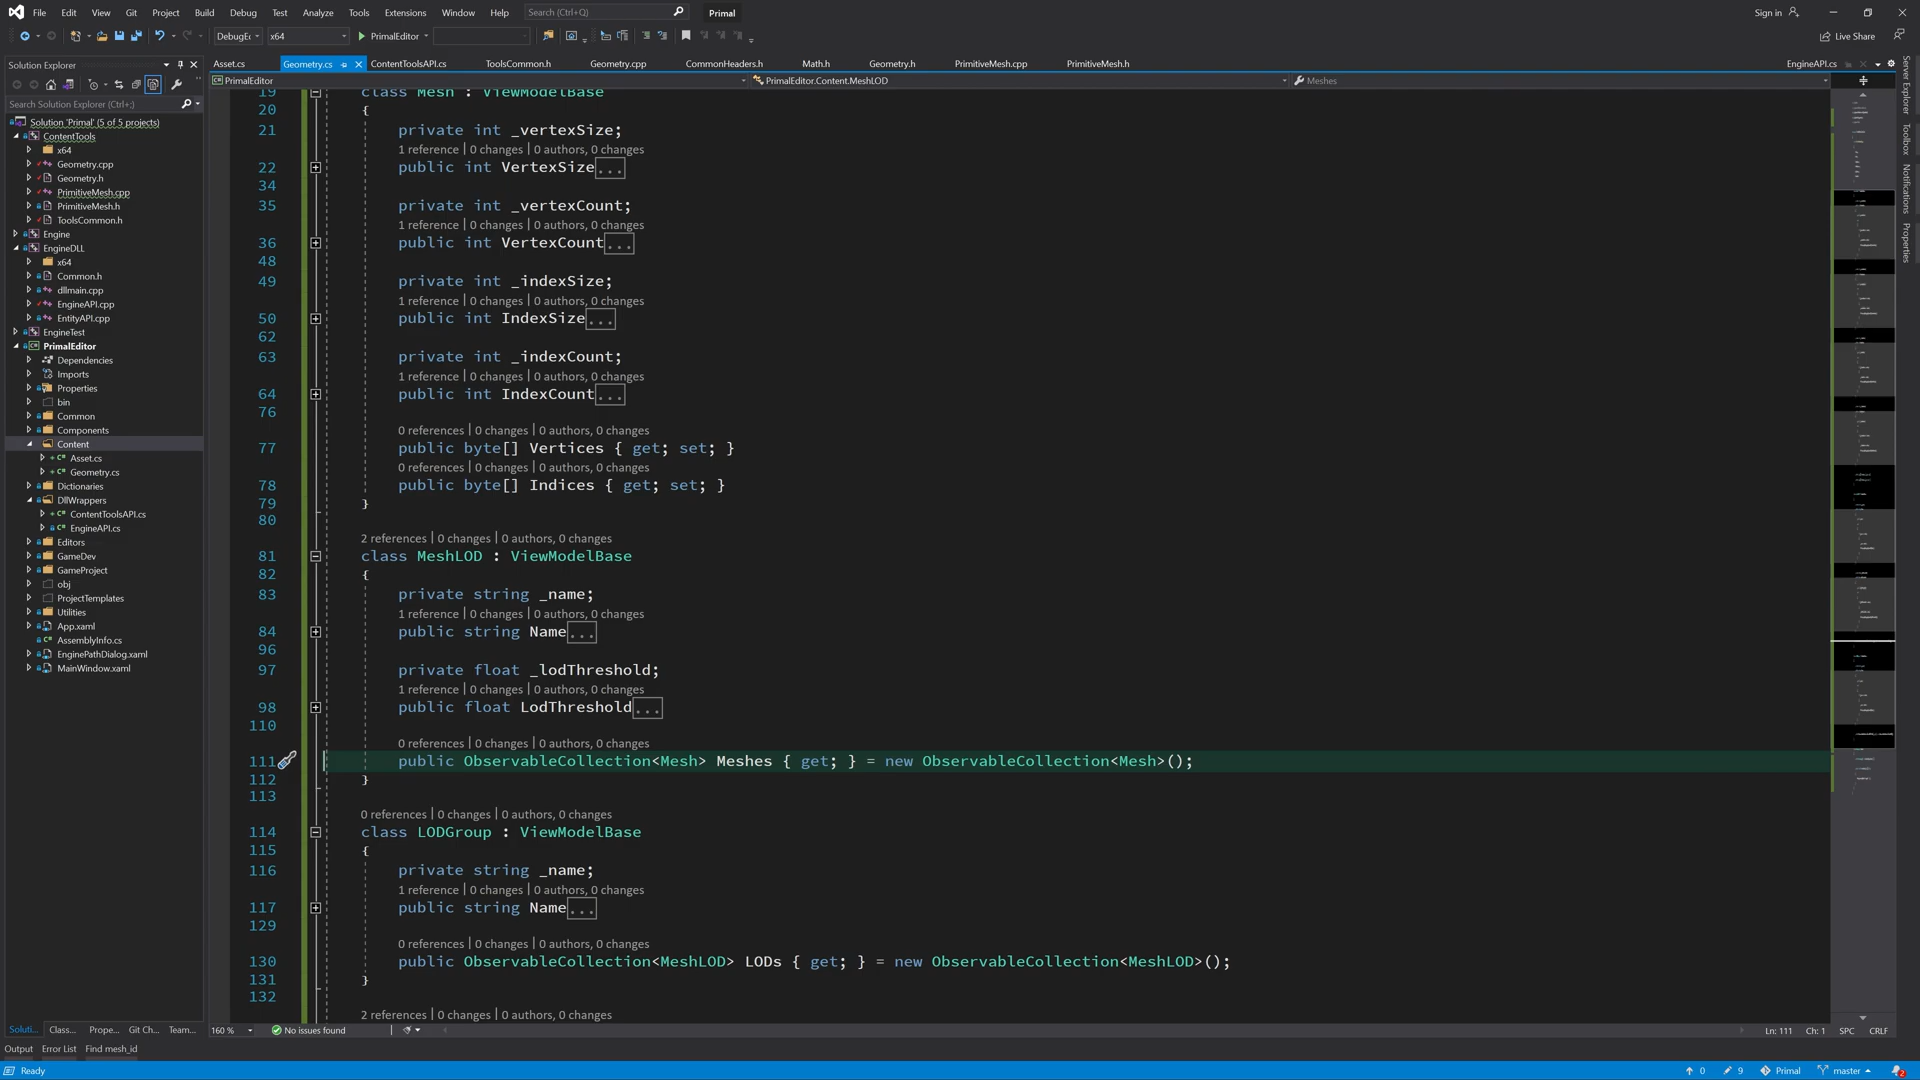 File Edit View Git Project Build Debug Test Analyze Tools Extensions Window Help Search (Ctrl+Q) Primal Sign in
x64 PrimalEditor Live Share
Solution Explorer
Search Solution Explorer (Ctrl+;)
Solution 'Primal' (5 of 5 projects)
ContentTools
x64
Geometry.cpp
Geometry.h
PrimitiveMesh.cpp
PrimitiveMesh.h
ToolsCommon.h
Engine
EngineDLL
x64
Common.h
dllmain.cpp
EngineAPI.cpp
EntityAPI.cpp
EngineTest
PrimalEditor
Dependencies
Imports
Properties
bin
Common
Components
Content
Asset.cs
Geometry.cs
Dictionaries
DllWrappers
ContentToolsAPI.cs
EngineAPI.cs
Editors
GameDev
GameProject
obj
ProjectTemplates
Utilities
App.xaml
AssemblyInfo.cs
EnginePathDialog.xaml
MainWindow.xaml
Soluti... Class... Prope... Git Ch... Team...
Asset.cs Geometry.cs ContentToolsAPI.cs ToolsCommon.h Geometry.cpp CommonHeaders.h Math.h Geometry.h PrimitiveMesh.cpp PrimitiveMesh.h EngineAPI.cs
PrimalEditor PrimalEditor.Content.MeshLOD Meshes
19 class Mesh : ViewModelBase
20 {
21 private int _vertexSize;
1 reference | 0 changes | 0 authors, 0 changes
22 public int VertexSize...
34
35 private int _vertexCount;
1 reference | 0 changes | 0 authors, 0 changes
36 public int VertexCount...
48
49 private int _indexSize;
1 reference | 0 changes | 0 authors, 0 changes
50 public int IndexSize...
62
63 private int _indexCount;
1 reference | 0 changes | 0 authors, 0 changes
64 public int IndexCount...
76
0 references | 0 changes | 0 authors, 0 changes
77 public byte[] Vertices { get; set; }
0 references | 0 changes | 0 authors, 0 changes
78 public byte[] Indices { get; set; }
79 }
80
2 references | 0 changes | 0 authors, 0 changes
81 class MeshLOD : ViewModelBase
82 {
83 private string _name;
1 reference | 0 changes | 0 authors, 0 changes
84 public string Name...
96
97 private float _lodThreshold;
1 reference | 0 changes | 0 authors, 0 changes
98 public float LodThreshold...
110
0 references | 0 changes | 0 authors, 0 changes
111 public ObservableCollection<Mesh> Meshes { get; } = new ObservableCollection<Mesh>();
112 }
113
0 references | 0 changes | 0 authors, 0 changes
114 class LODGroup : ViewModelBase
115 {
116 private string _name;
1 reference | 0 changes | 0 authors, 0 changes
117 public string Name...
129
0 references | 0 changes | 0 authors, 0 changes
130 public ObservableCollection<MeshLOD> LODs { get; } = new ObservableCollection<MeshLOD>();
131 }
132
2 references | 0 changes | 0 authors, 0 changes
160 % No issues found Ln: 111 Ch: 1 SPC CRLF
Server Explorer
Toolbox
Notifications
Properties
Output Error List Find mesh_id
Ready 0 9 Primal master 2